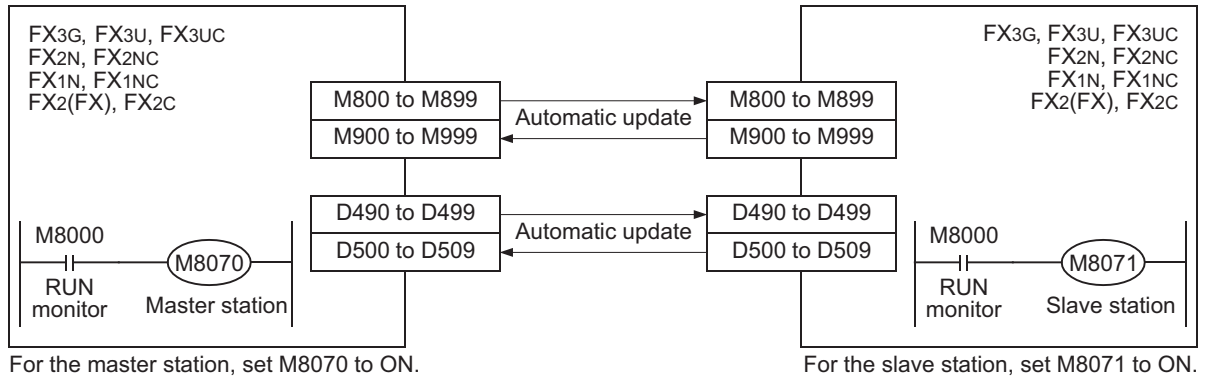 FX3G, FX3U, FX3UC
FX2N, FX2NC
FX1N, FX1NC
FX2(FX), FX2C
M800 to M899
M900 to M999
Automatic update
M800 to M899
M900 to M999
FX3G, FX3U, FX3UC
FX2N, FX2NC
FX1N, FX1NC
FX2(FX), FX2C
D490 to D499
D500 to D509
Automatic update
D490 to D499
D500 to D509
M8000
M8070
RUN
monitor
Master station
M8000
M8071
RUN
monitor
Slave station
For the master station, set M8070 to ON.
For the slave station, set M8071 to ON.